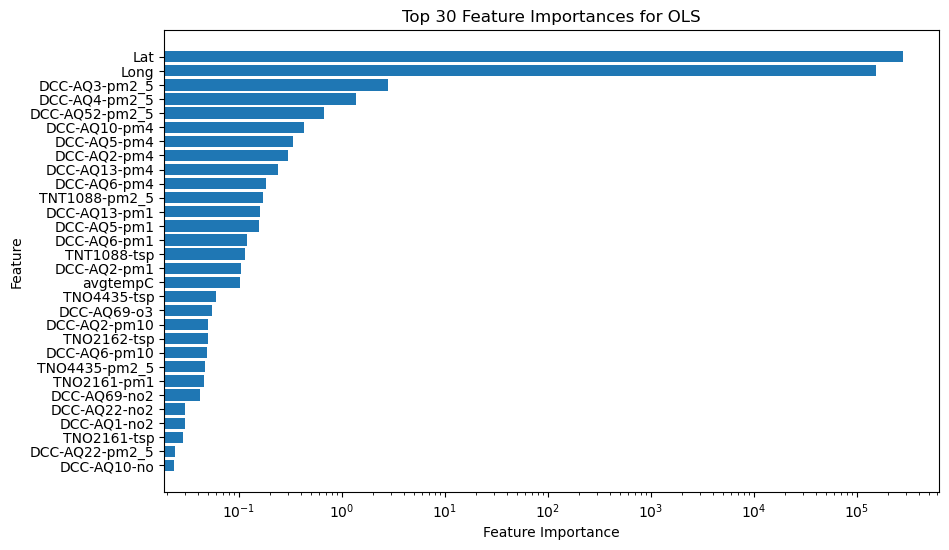 Top 30 Feature Importances for OLS
Feature
Lat
Long
DCC-AQ3-pm2_5
DCC-AQ4-pm2_5
DCC-AQ52-pm2_5
DCC-AQ10-pm4
DCC-AQ5-pm4
DCC-AQ2-pm4
DCC-AQ13-pm4
DCC-AQ6-pm4
TNT1088-pm2_5
DCC-AQ13-pm1
DCC-AQ5-pm1
DCC-AQ6-pm1
TNT1088-tsp
DCC-AQ2-pm1
avgtempC
TNO4435-tsp
DCC-AQ69-o3
DCC-AQ2-pm10
TNO2162-tsp
DCC-AQ6-pm10
TNO4435-pm2_5
TNO2161-pm1
DCC-AQ69-no2
DCC-AQ22-no2
DCC-AQ1-no2
TNO2161-tsp
DCC-AQ22-pm2_5
DCC-AQ10-no
10⁻¹ 10⁰ 10¹ 10² 10³ 10⁴ 10⁵
Feature Importance